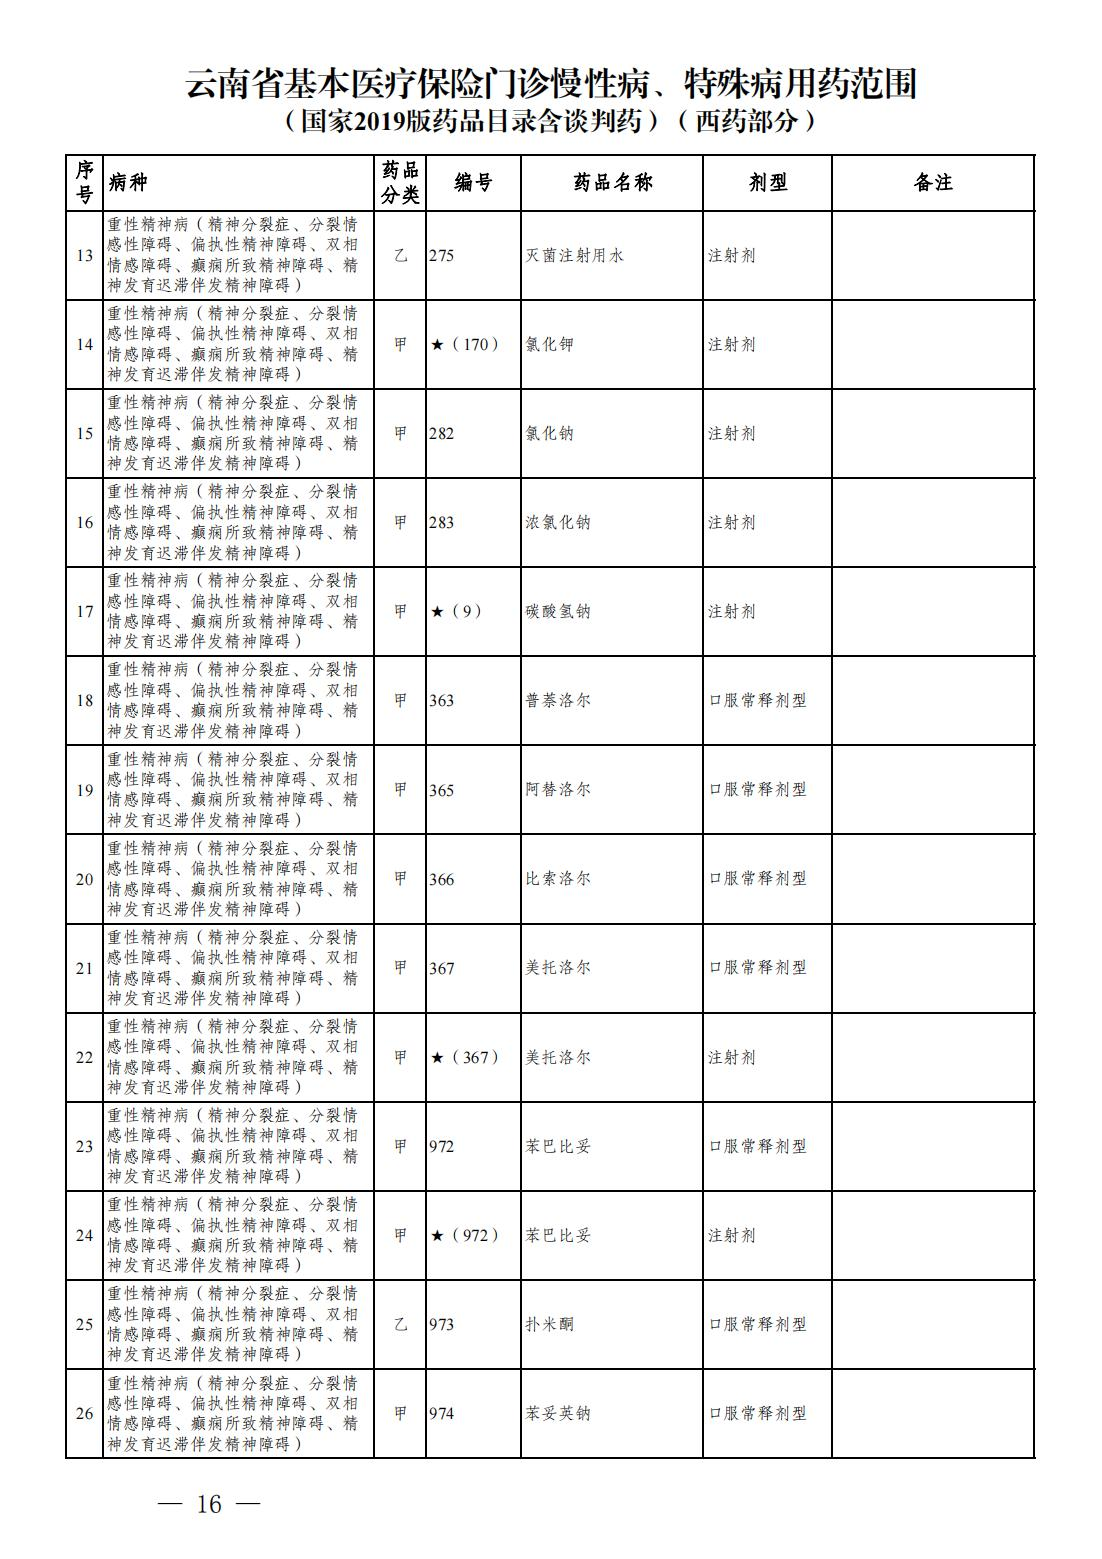 云南省基本医疗保险门诊慢性病、特殊病用药范围
（国家2019版药品目录含谈判药）（西药部分）
序号 病种 药品分类 编号 药品名称 剂型 备注
重性精神病（精神分裂症、分裂情
感性障碍、偏执性精神障碍、双相
13 情感障碍、癫痫所致精神障碍、精 乙 275 灭菌注射用水 注射剂
神发育迟滞伴发精神障碍）
重性精神病（精神分裂症、分裂情
感性障碍、偏执性精神障碍、双相
14 情感障碍、癫痫所致精神障碍、精 甲 ★（170） 氯化钾 注射剂
神发育迟滞伴发精神障碍）
重性精神病（精神分裂症、分裂情
感性障碍、偏执性精神障碍、双相
15 情感障碍、癫痫所致精神障碍、精 甲 282 氯化钠 注射剂
神发育迟滞伴发精神障碍）
重性精神病（精神分裂症、分裂情
感性障碍、偏执性精神障碍、双相
16 情感障碍、癫痫所致精神障碍、精 甲 283 浓氯化钠 注射剂
神发育迟滞伴发精神障碍）
重性精神病（精神分裂症、分裂情
感性障碍、偏执性精神障碍、双相
17 情感障碍、癫痫所致精神障碍、精 甲 ★（9） 碳酸氢钠 注射剂
神发育迟滞伴发精神障碍）
重性精神病（精神分裂症、分裂情
感性障碍、偏执性精神障碍、双相
18 情感障碍、癫痫所致精神障碍、精 甲 363 普萘洛尔 口服常释剂型
神发育迟滞伴发精神障碍）
重性精神病（精神分裂症、分裂情
感性障碍、偏执性精神障碍、双相
19 情感障碍、癫痫所致精神障碍、精 甲 365 阿替洛尔 口服常释剂型
神发育迟滞伴发精神障碍）
重性精神病（精神分裂症、分裂情
感性障碍、偏执性精神障碍、双相
20 情感障碍、癫痫所致精神障碍、精 甲 366 比索洛尔 口服常释剂型
神发育迟滞伴发精神障碍）
重性精神病（精神分裂症、分裂情
感性障碍、偏执性精神障碍、双相
21 情感障碍、癫痫所致精神障碍、精 甲 367 美托洛尔 口服常释剂型
神发育迟滞伴发精神障碍）
重性精神病（精神分裂症、分裂情
感性障碍、偏执性精神障碍、双相
22 情感障碍、癫痫所致精神障碍、精 甲 ★（367） 美托洛尔 注射剂
神发育迟滞伴发精神障碍）
重性精神病（精神分裂症、分裂情
感性障碍、偏执性精神障碍、双相
23 情感障碍、癫痫所致精神障碍、精 甲 972 苯巴比妥 口服常释剂型
神发育迟滞伴发精神障碍）
重性精神病（精神分裂症、分裂情
感性障碍、偏执性精神障碍、双相
24 情感障碍、癫痫所致精神障碍、精 甲 ★（972） 苯巴比妥 注射剂
神发育迟滞伴发精神障碍）
重性精神病（精神分裂症、分裂情
感性障碍、偏执性精神障碍、双相
25 情感障碍、癫痫所致精神障碍、精 乙 973 扑米酮 口服常释剂型
神发育迟滞伴发精神障碍）
重性精神病（精神分裂症、分裂情
感性障碍、偏执性精神障碍、双相
26 情感障碍、癫痫所致精神障碍、精 甲 974 苯妥英钠 口服常释剂型
神发育迟滞伴发精神障碍）
— 16 —